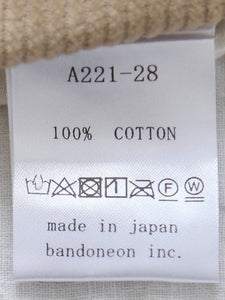 A221-28
100% COTTON
F W
made in japan
bandoneon inc.